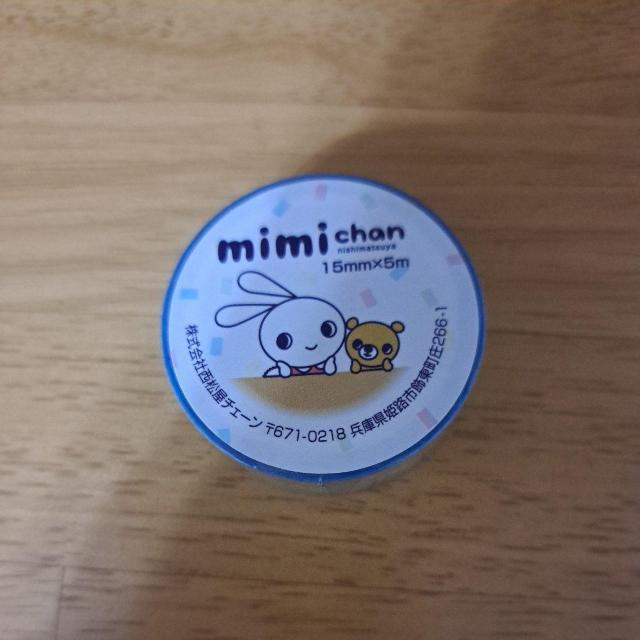 mimi chan
nishimatsuya
15mm×5m
株式会社西松屋チェーン 〒671-0218 兵庫県姫路市飾東町庄266-1